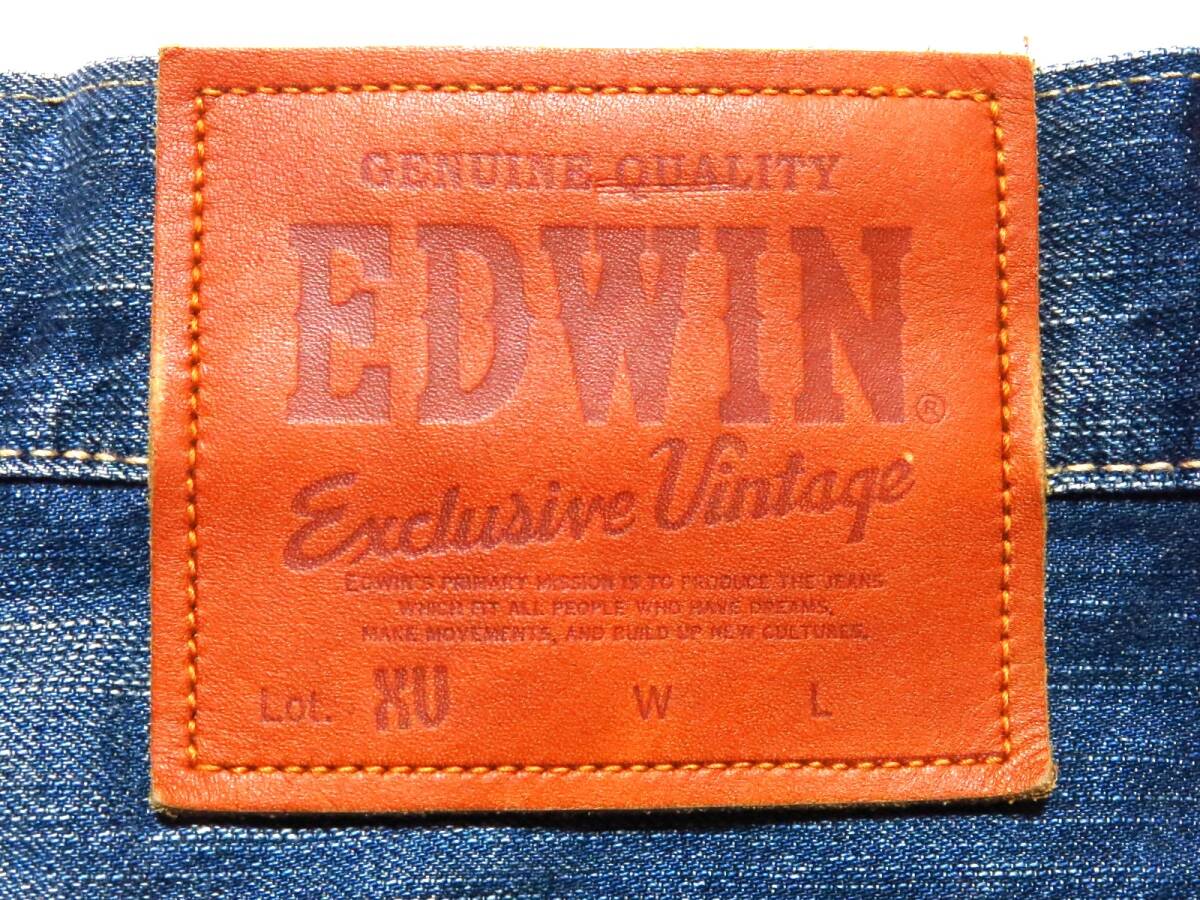 GENUINE QUALITY
EDWIN®
Exclusive Vintage
EDWIN'S PRIMARY MISSION IS TO PRODUCE THE JEANS
WHICH FIT ALL PEOPLE WHO HAVE DREAMS,
MAKE MOVEMENTS, AND BUILD UP NEW CULTURES.
Lot. XV W L